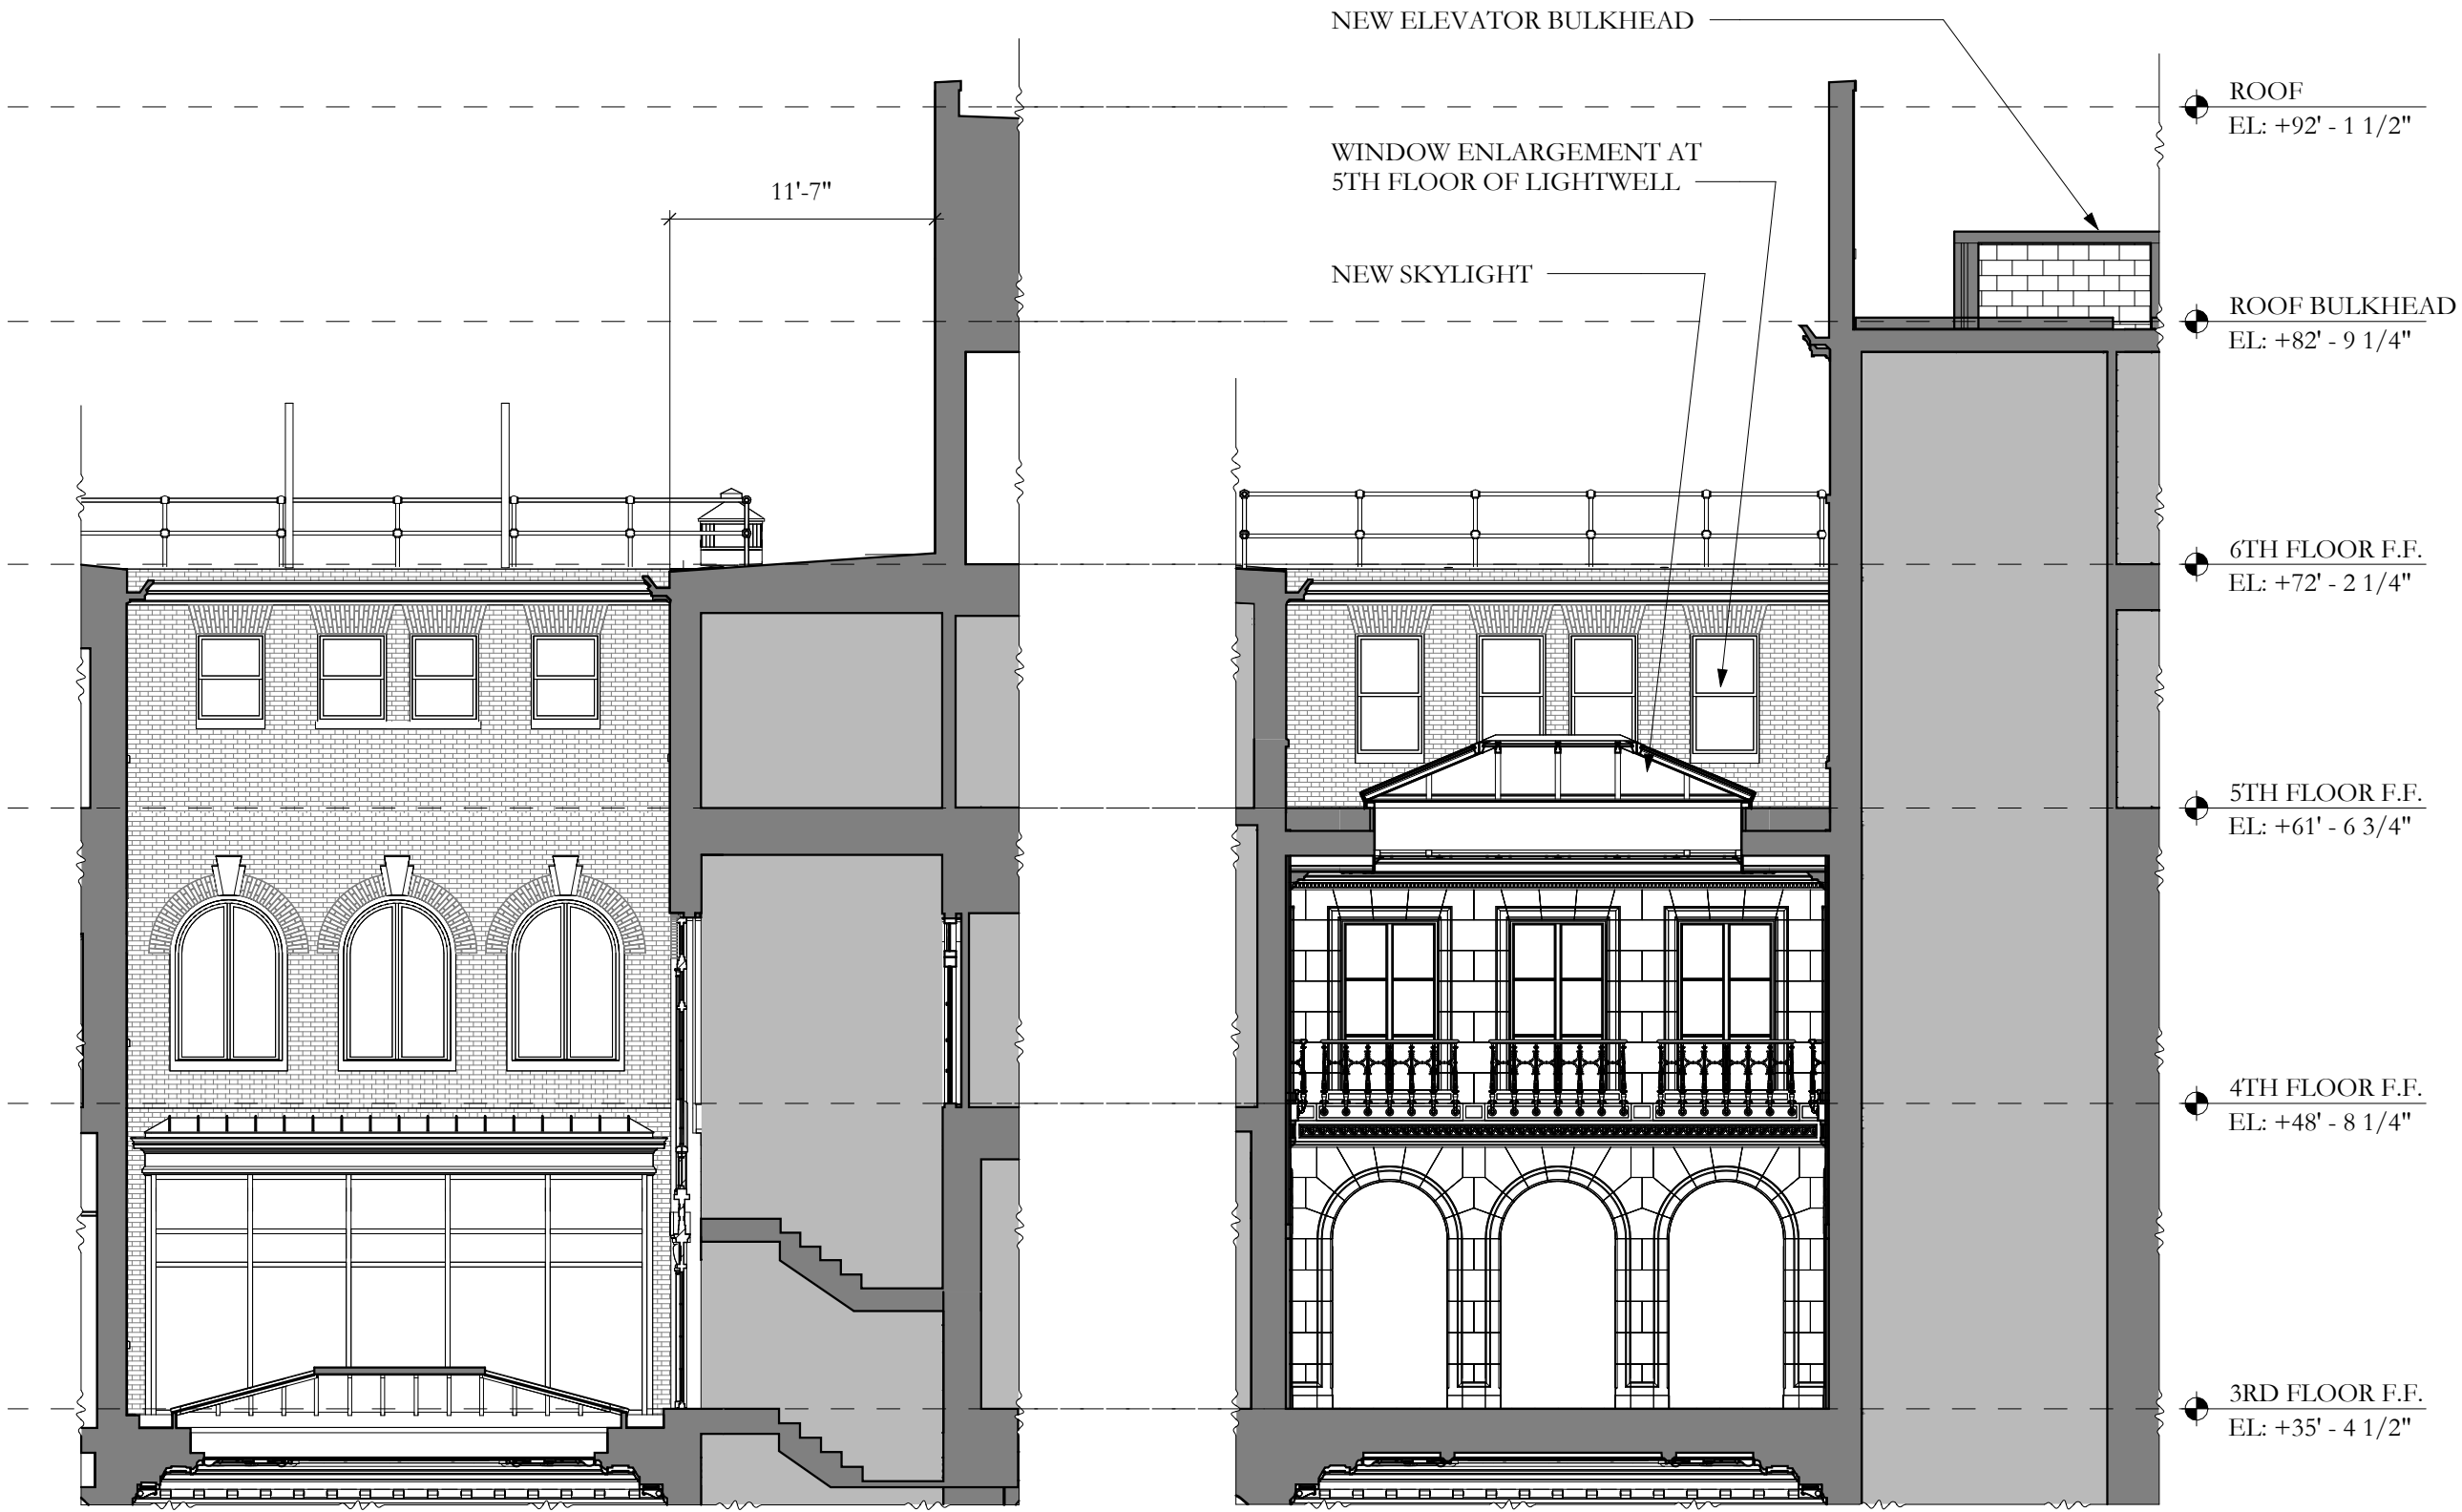 NEW ELEVATOR BULKHEAD
ROOF
EL: +92' - 1 1/2"
WINDOW ENLARGEMENT AT
5TH FLOOR OF LIGHTWELL
11'-7"
NEW SKYLIGHT
ROOF BULKHEAD
EL: +82' - 9 1/4"
6TH FLOOR F.F.
EL: +72' - 2 1/4"
5TH FLOOR F.F.
EL: +61' - 6 3/4"
4TH FLOOR F.F.
EL: +48' - 8 1/4"
3RD FLOOR F.F.
EL: +35' - 4 1/2"